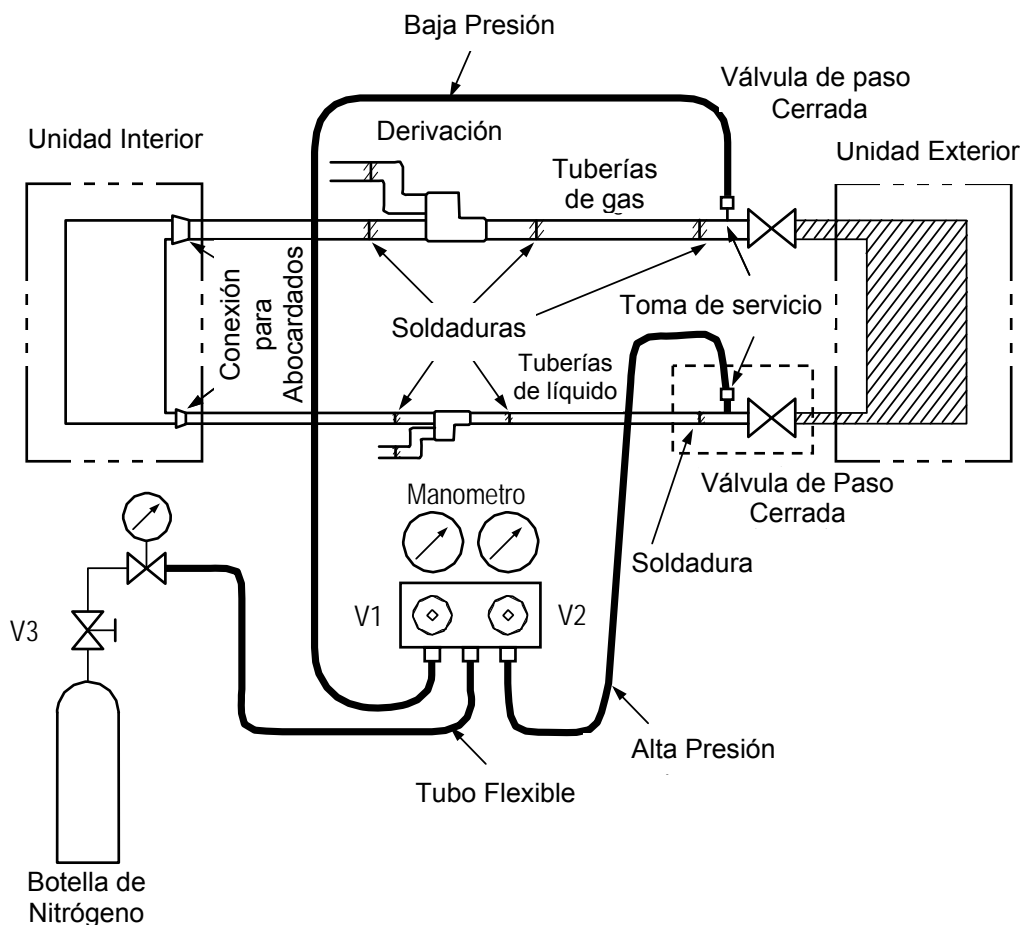 Baja Presión
Válvula de paso
Cerrada
Unidad Interior
Derivación
Unidad Exterior
Tuberías
de gas
Conexión
para
Abocardados
Soldaduras
Toma de servicio
Tuberías
de líquido
Válvula de Paso
Cerrada
Manometro
Soldadura
V1
V2
V3
Alta Presión
Tubo Flexible
Botella de
Nitrógeno